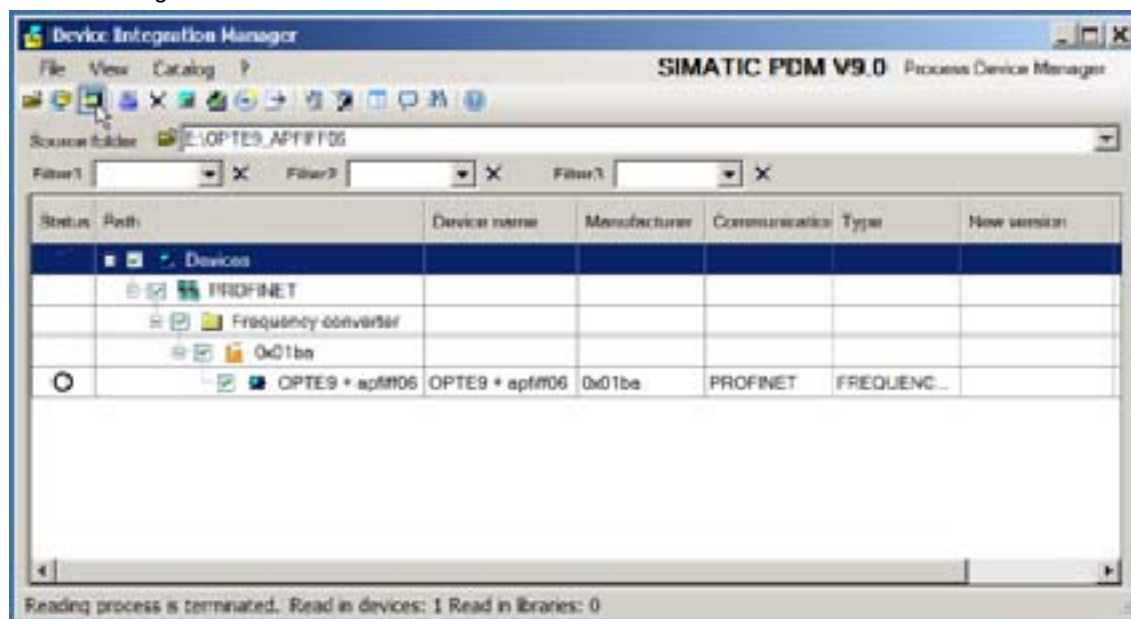 Device Integration Manager
File View Catalog ?
SIMATIC PDM V9.0 Process Device Manager
Source folder E:\OPTE9_APFIFF06
Filter1 Filter2 Filter3
Status Path Device name Manufacturer Communication Type New version
Devices
PROFINET
Frequency converter
0x01ba
OPTE9 + apfiff06 OPTE9 + apfiff06 0x01ba PROFINET FREQUENC...
Reading process is terminated. Read in devices: 1 Read in libraries: 0